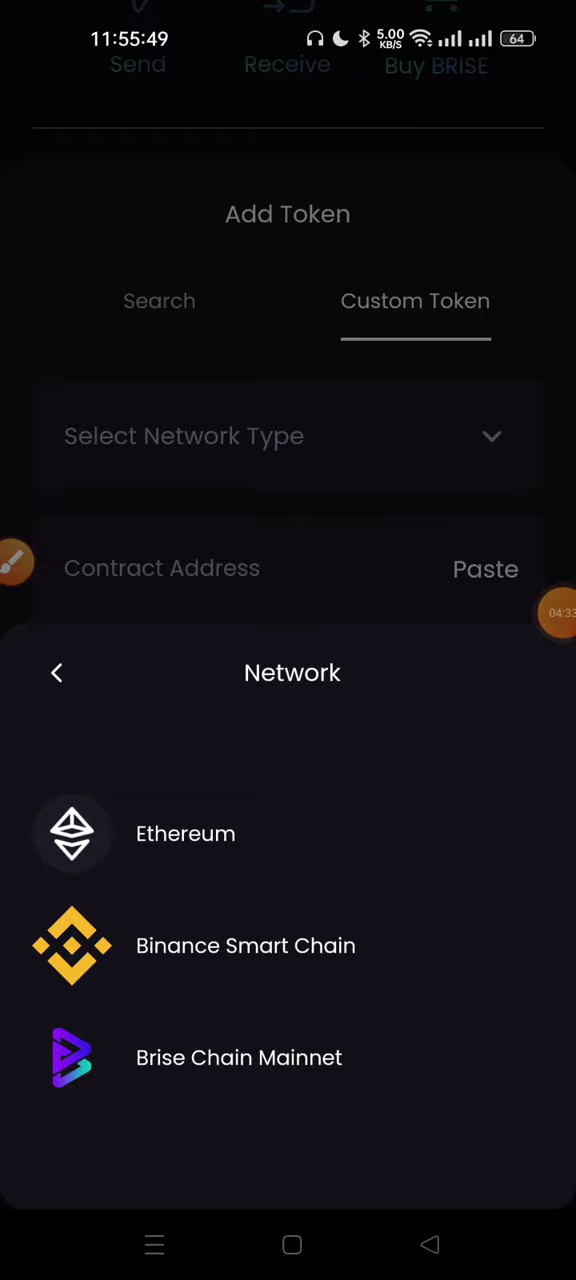 11:55:49
5.00
KB/S
64
Send
Receive
Buy BRISE
Add Token
Search
Custom Token
Select Network Type
Contract Address
Paste
04:33
Network
Ethereum
Binance Smart Chain
Brise Chain Mainnet